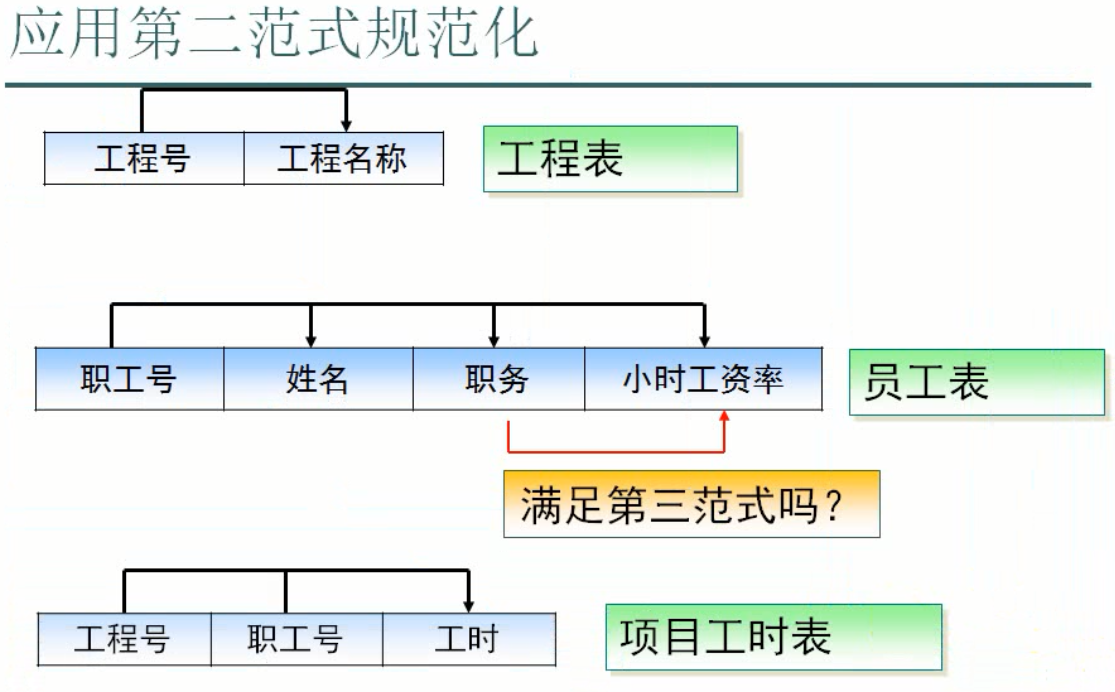 应用第二范式规范化
工程号 工程名称 工程表
职工号 姓名 职务 小时工资率 员工表
满足第三范式吗？
工程号 职工号 工时 项目工时表